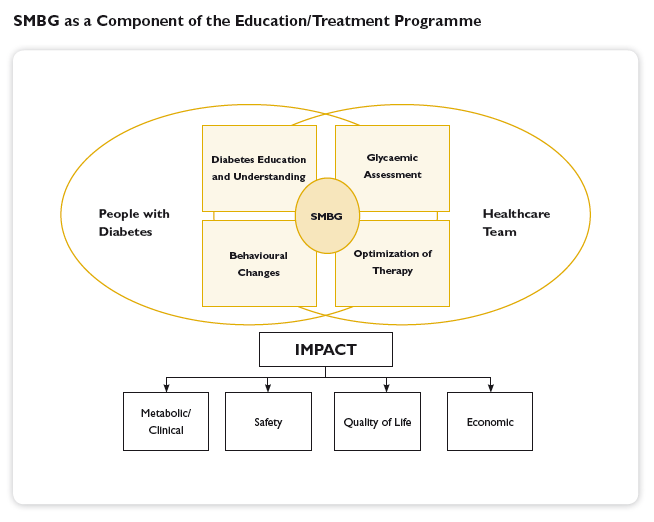 SMBG as a Component of the Education/Treatment Programme
Diabetes Education
and Understanding
Glycaemic
Assessment
People with
Diabetes
SMBG
Healthcare
Team
Behavioural
Changes
Optimization of
Therapy
IMPACT
Metabolic/
Clinical
Safety
Quality of Life
Economic